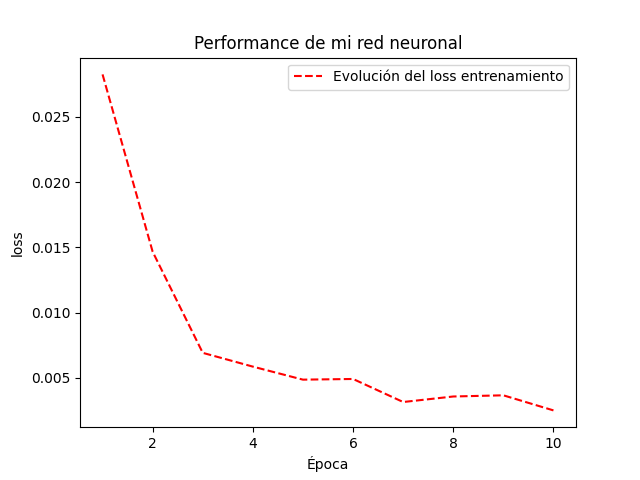 Performance de mi red neuronal
Evolución del loss entrenamiento
0.025
0.020
0.015
0.010
0.005
loss
2 4 6 8 10
Época